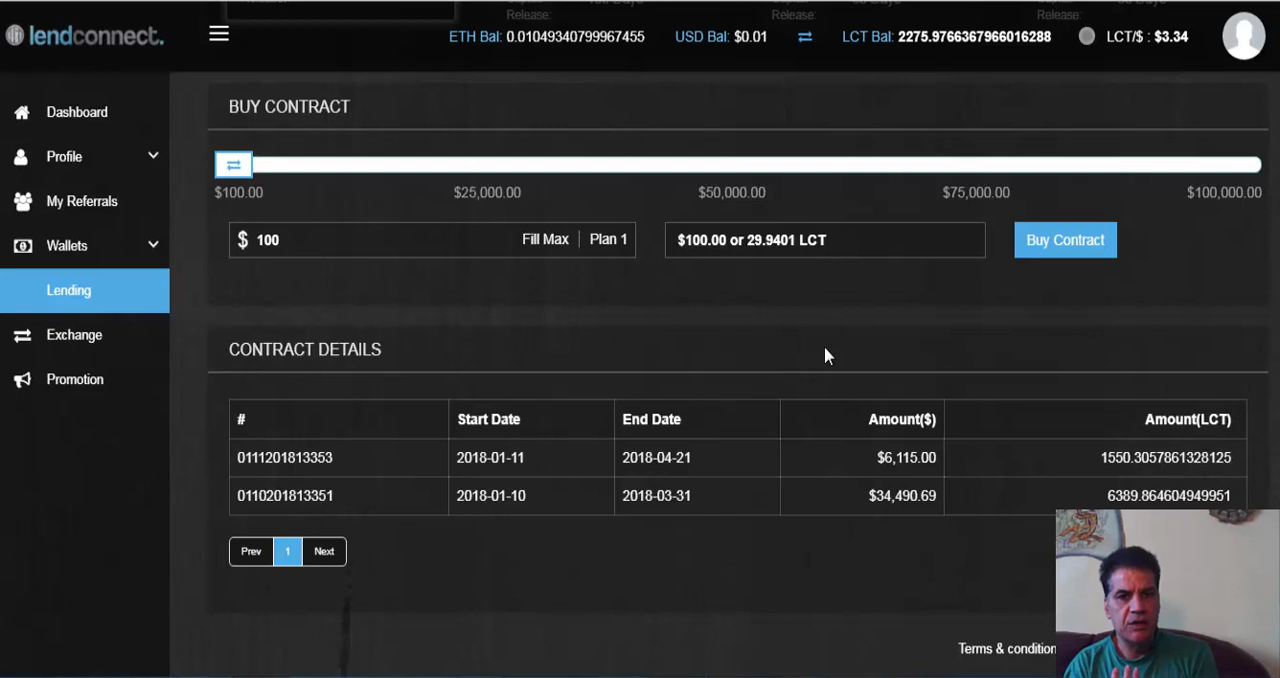 Release:
Release:
Release:
lendconnect.
ETH Bal: 0.01049340799967455
USD Bal: $0.01
LCT Bal: 2275.9766367966016288
LCT/$ : $3.34
Dashboard
Profile
My Referrals
Wallets
Lending
Exchange
Promotion
BUY CONTRACT
$100.00 $25,000.00 $50,000.00 $75,000.00 $100,000.00
$ 100 Fill Max Plan 1 $100.00 or 29.9401 LCT Buy Contract
CONTRACT DETAILS
# Start Date End Date Amount($) Amount(LCT)
0111201813353 2018-01-11 2018-04-21 $6,115.00 1550.3057861328125
0110201813351 2018-01-10 2018-03-31 $34,490.69 6389.864604949951
Prev 1 Next
Terms & condition